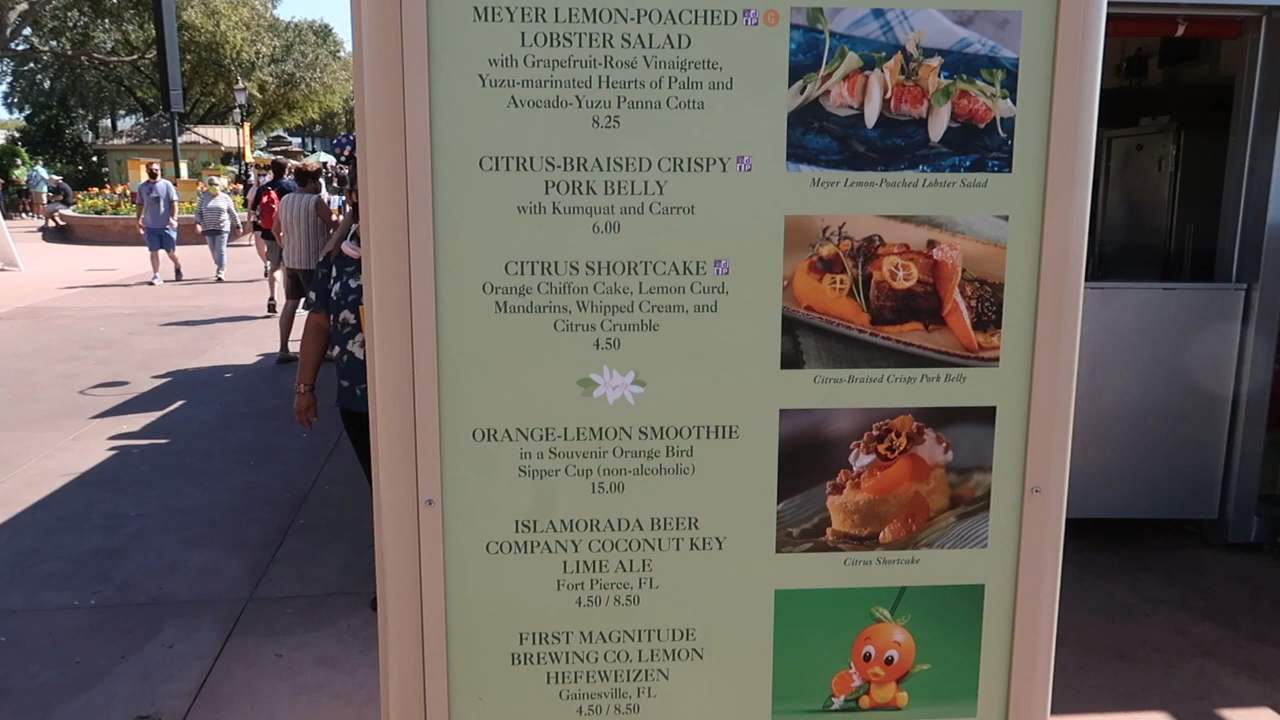 MEYER LEMON-POACHED
LOBSTER SALAD
with Grapefruit-Rosé Vinaigrette,
Yuzu-marinated Hearts of Palm and
Avocado-Yuzu Panna Cotta
8.25
CITRUS-BRAISED CRISPY
PORK BELLY
with Kumquat and Carrot
6.00
CITRUS SHORTCAKE
Orange Chiffon Cake, Lemon Curd,
Mandarins, Whipped Cream, and
Citrus Crumble
4.50
ORANGE-LEMON SMOOTHIE
in a Souvenir Orange Bird
Sipper Cup (non-alcoholic)
15.00
ISLAMORADA BEER
COMPANY COCONUT KEY
LIME ALE
Fort Pierce, FL
4.50 / 8.50
FIRST MAGNITUDE
BREWING CO. LEMON
HEFEWEIZEN
Gainesville, FL
4.50 / 8.50
Meyer Lemon-Poached Lobster Salad
Citrus-Braised Crispy Pork Belly
Citrus Shortcake